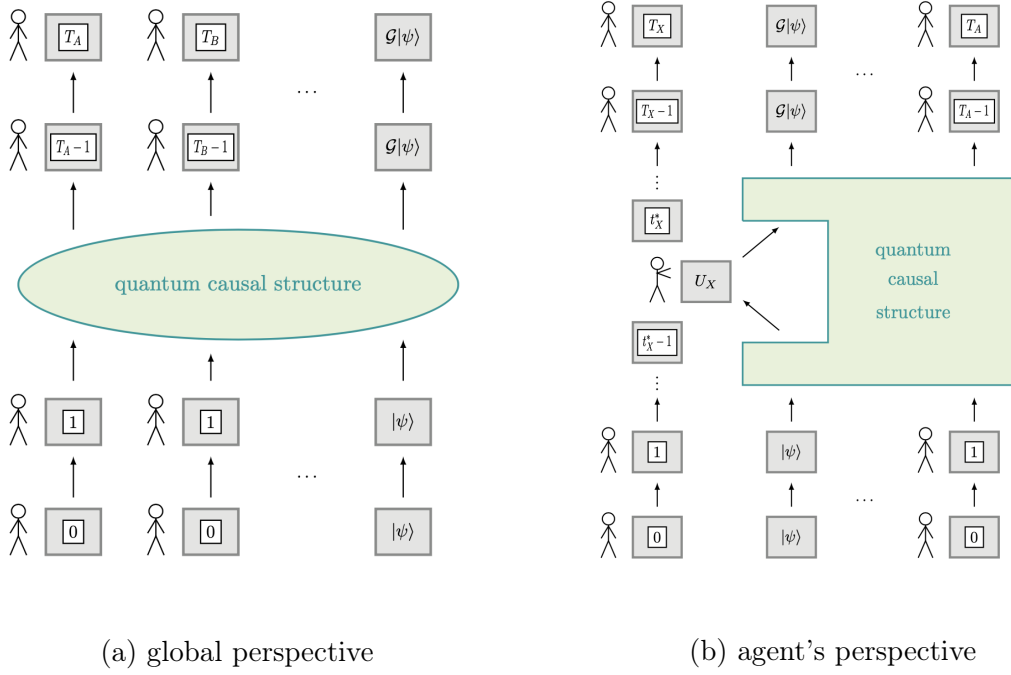 T_A T_B 𝒢|ψ⟩
...
T_A − 1 T_B − 1 𝒢|ψ⟩
quantum causal structure
1 1 |ψ⟩
...
0 0 |ψ⟩
(a) global perspective
T_X 𝒢|ψ⟩ T_A
...
T_X − 1 𝒢|ψ⟩ T_A − 1
⋮
t*_X
U_X
t*_X − 1
⋮
quantum
causal
structure
1 |ψ⟩ 1
...
0 |ψ⟩ 0
(b) agent's perspective